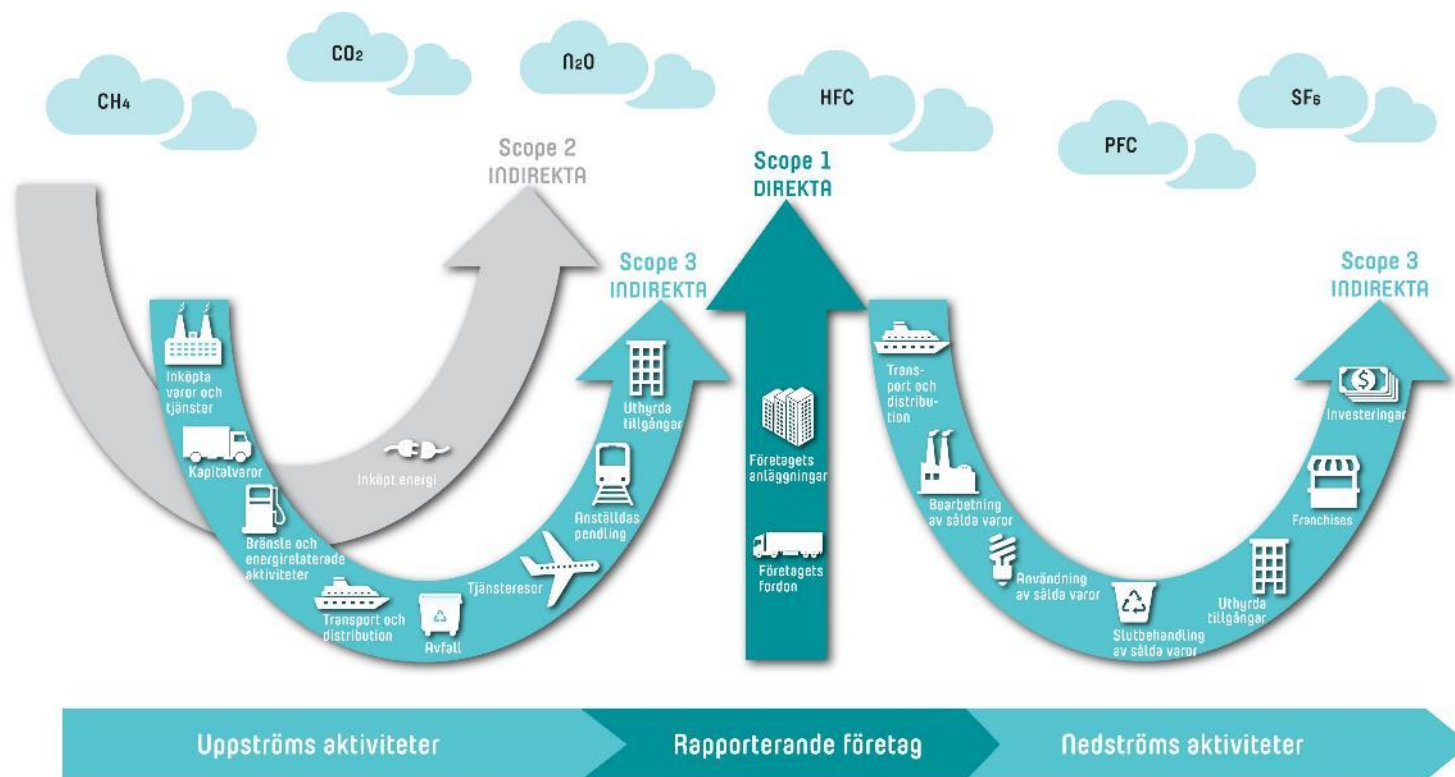 CH₄
CO₂
N₂O
HFC
PFC
SF₆
Scope 2
INDIREKTA
Scope 1
DIREKTA
Scope 3
INDIREKTA
Scope 3
INDIREKTA
Inköpta
varor och
tjänster
Kapitalvaror
Bränsle och
energirelaterade
aktiviteter
Transport och
distribution
Avfall
Tjänsteresor
Anställdas
pendling
Uthyrda
tillgångar
Inköpt energi
Företagets
anläggningar
Företagets
fordon
Trans-
port och
distribu-
tion
Bearbetning
av sålda varor
Användning
av sålda varor
Slutbehandling
av sålda varor
Uthyrda
tillgångar
Franchises
Investeringar
Uppströms aktiviteter
Rapporterande företag
Nedströms aktiviteter